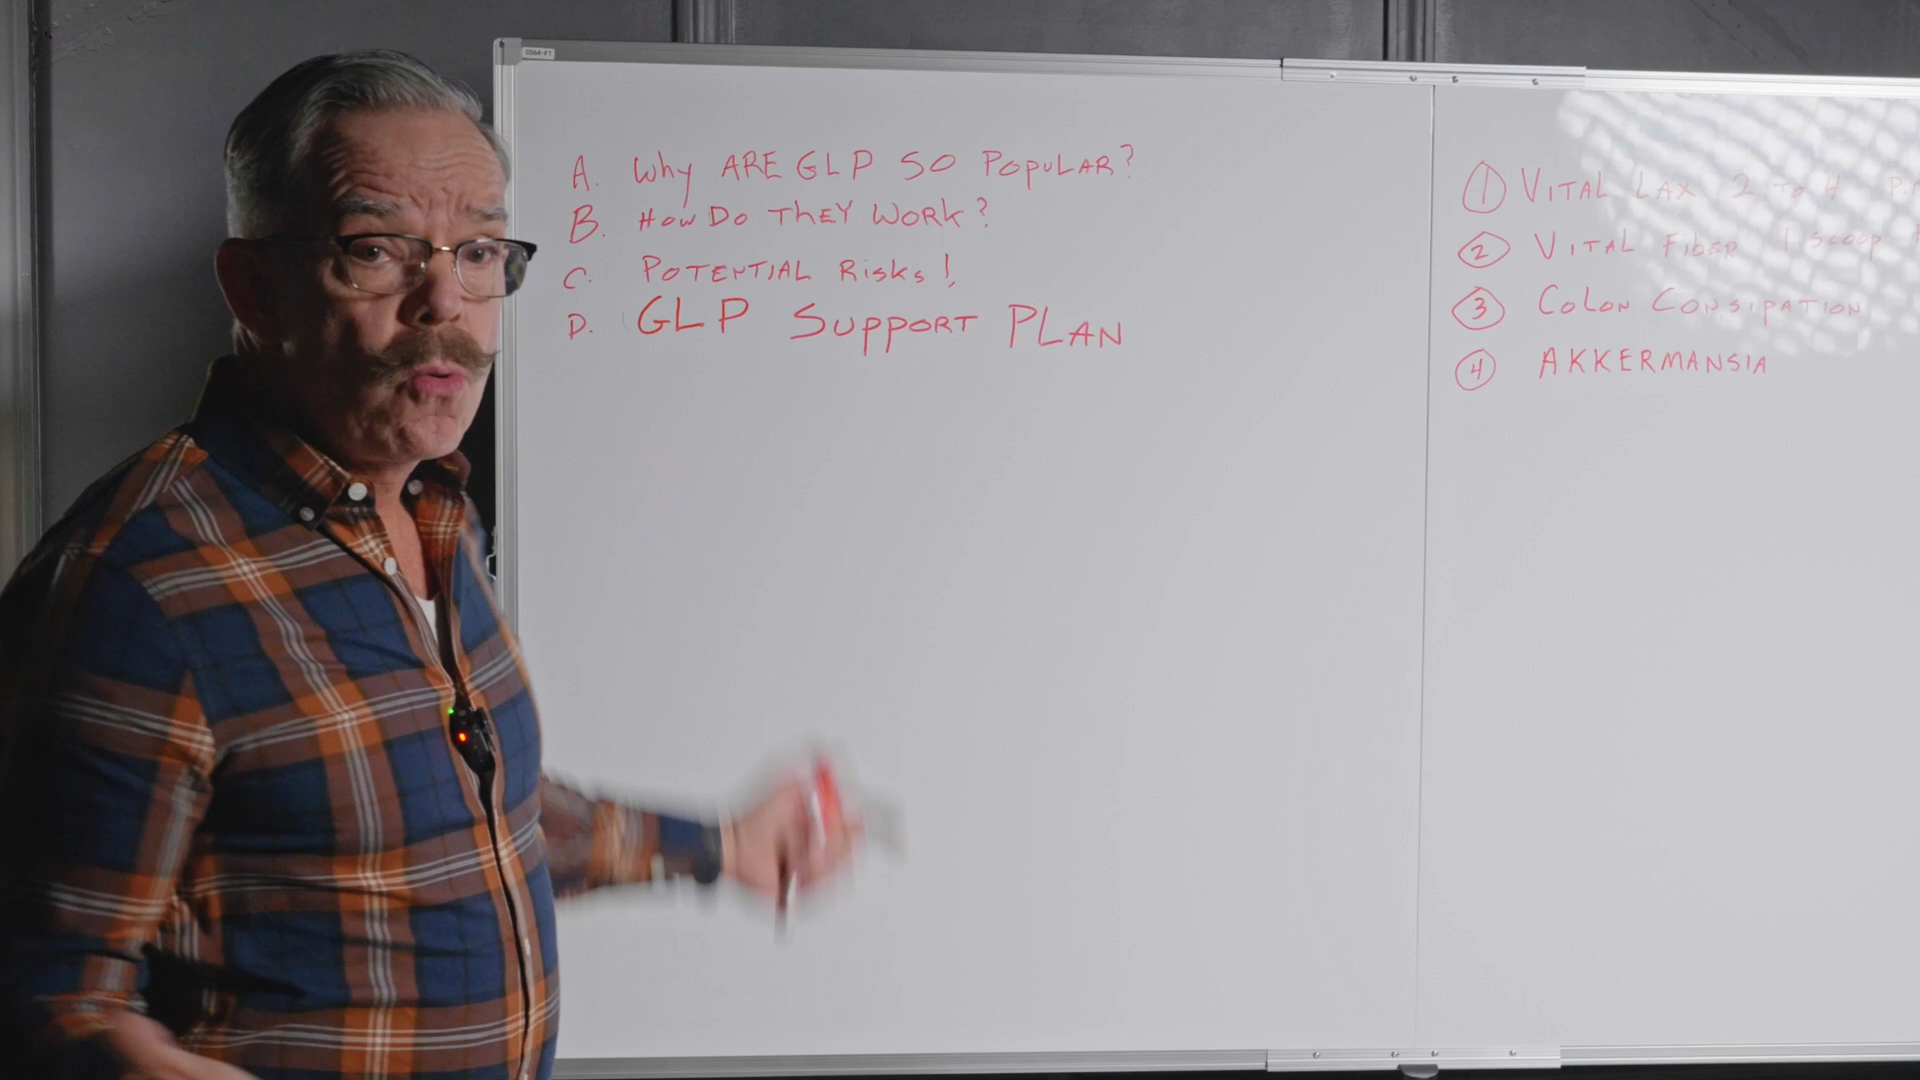 A. Why ARE GLP SO POPULAR?
B. How Do THEY WORK?
C. POTENTIAL Risks!
D. GLP SUPPORT PLAN
1 VITAL LAX 2 TO 4
2 VITAL FIBER 1 SCOOP
3 COLON CONSIPATION
4 AKKERMANSIA